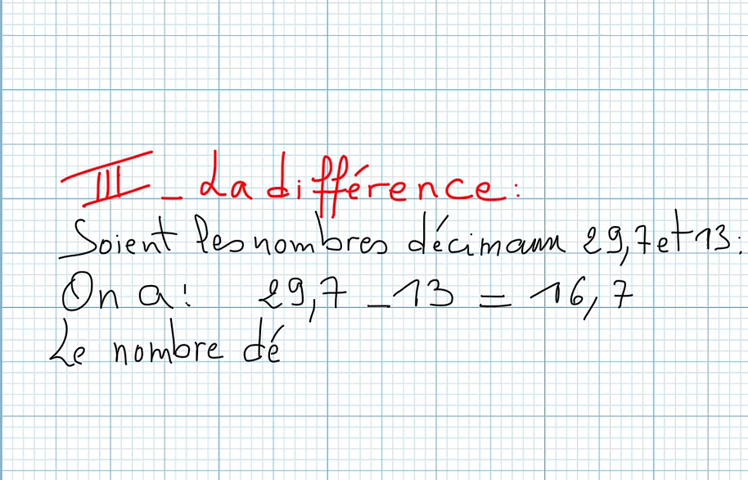 III _ La différence :
Soient les nombres décimaux 29,7 et 13 :
On a : 29,7 _ 13 = 16,7
Le nombre dé